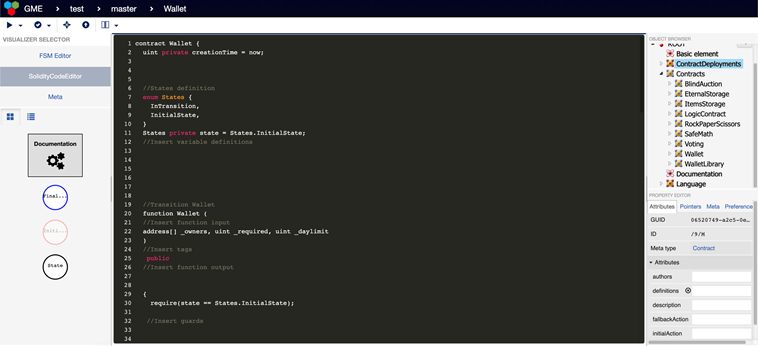 GME > test > master > Wallet
VISUALIZER SELECTOR
FSM Editor
SolidityCodeEditor
Meta
Documentation
Final...
State
1 contract Wallet {
2 uint private creationTime = now;
3
4
5
6 //States definition
7 enum States {
8 InTransition,
9 InitialState,
10 }
11 States private state = States.InitialState;
12 //Insert variable definitions
13
14
15
16
17
18
19 //Transition Wallet
20 function Wallet (
21 //Insert function input
22 address[] _owners, uint _required, uint _daylimit
23 )
24 //Insert tags
25 public
26 //Insert function output
27
28
29 {
30 require(state == States.InitialState);
31
32 //Insert guards
33
34
OBJECT BROWSER
ROOT
Basic element
ContractDeployments
Contracts
BlindAuction
EternalStorage
ItemsStorage
LogicContract
RockPaperScissors
SafeMath
Voting
Wallet
WalletLibrary
Documentation
Language
PROPERTY EDITOR
Attributes Pointers Meta Preference
GUID 06520749-a2c5-0e...
ID /9/M
Meta type Contract
Attributes
authors
definitions
description
fallbackAction
initialAction